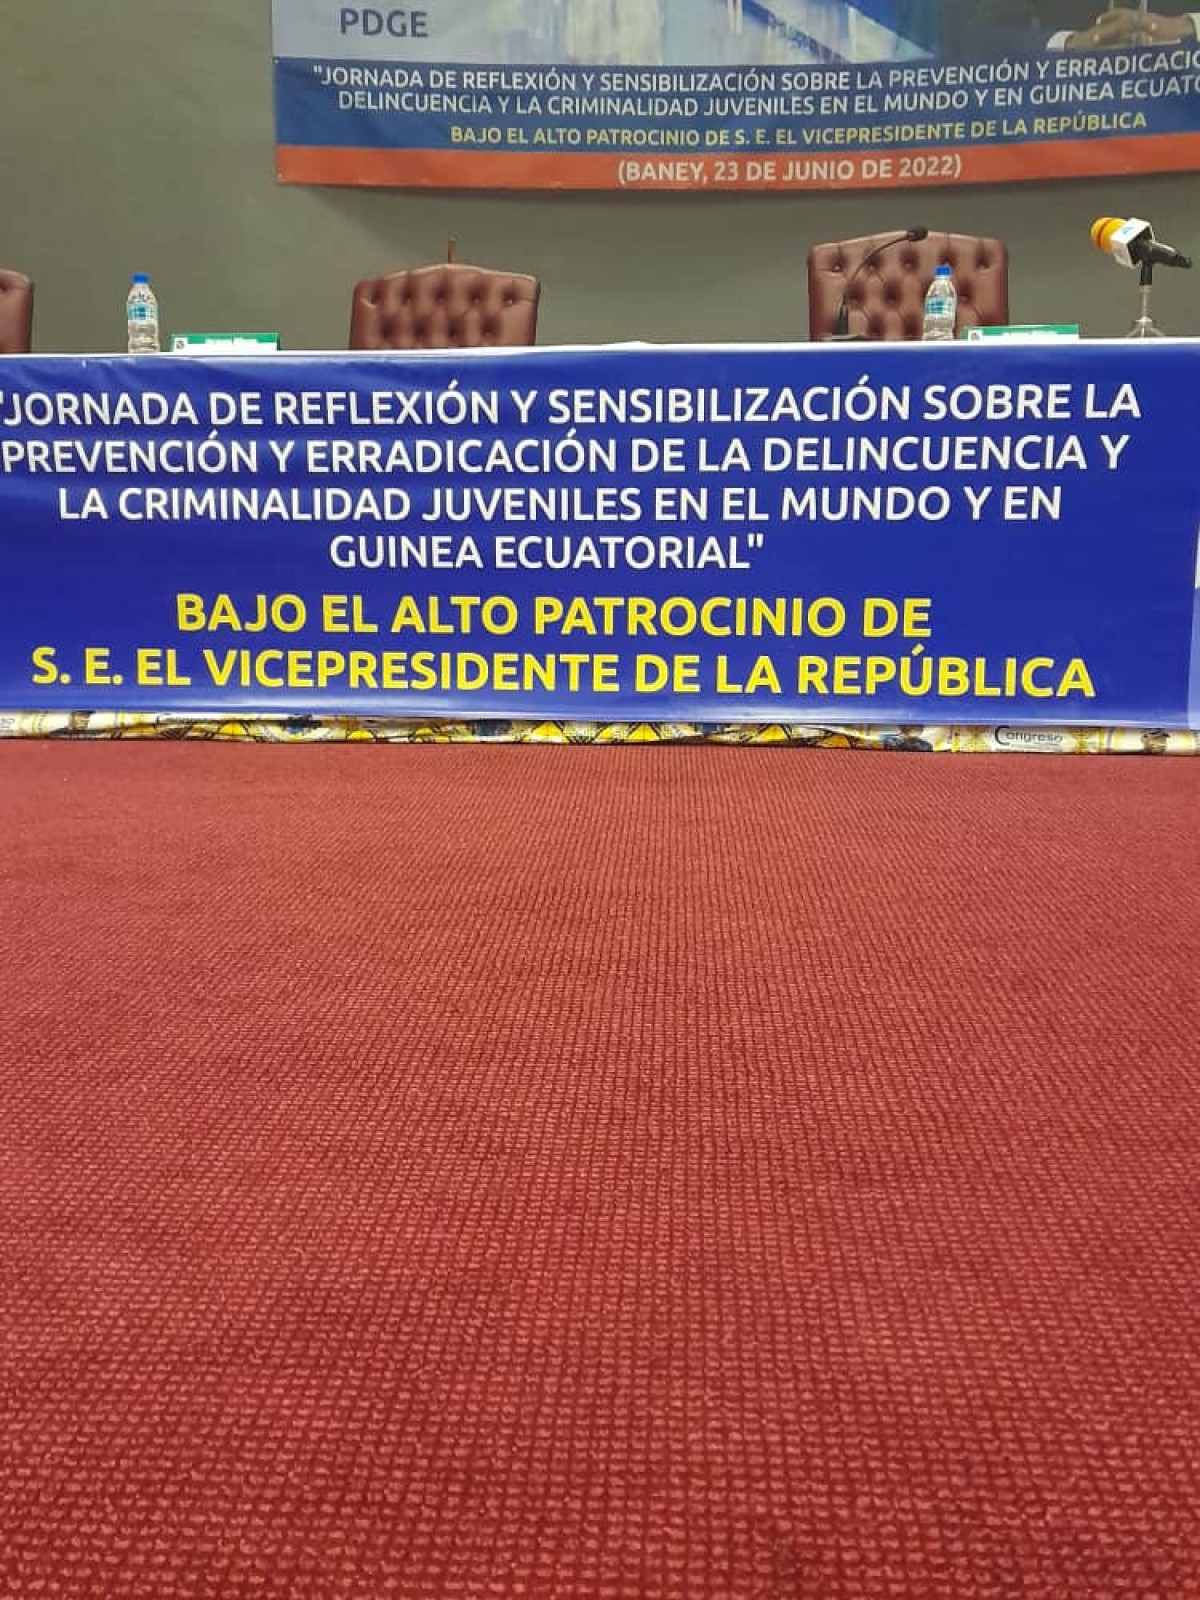 PDGE
"JORNADA DE REFLEXIÓN Y SENSIBILIZACIÓN SOBRE LA PREVENCIÓN Y ERRADICACIÓ
DELINCUENCIA Y LA CRIMINALIDAD JUVENILES EN EL MUNDO Y EN GUINEA ECUATO
BAJO EL ALTO PATROCINIO DE S. E. EL VICEPRESIDENTE DE LA REPÚBLICA
(BANEY, 23 DE JUNIO DE 2022)
"JORNADA DE REFLEXIÓN Y SENSIBILIZACIÓN SOBRE LA
PREVENCIÓN Y ERRADICACIÓN DE LA DELINCUENCIA Y
LA CRIMINALIDAD JUVENILES EN EL MUNDO Y EN
GUINEA ECUATORIAL"
BAJO EL ALTO PATROCINIO DE
S. E. EL VICEPRESIDENTE DE LA REPÚBLICA
Congreso